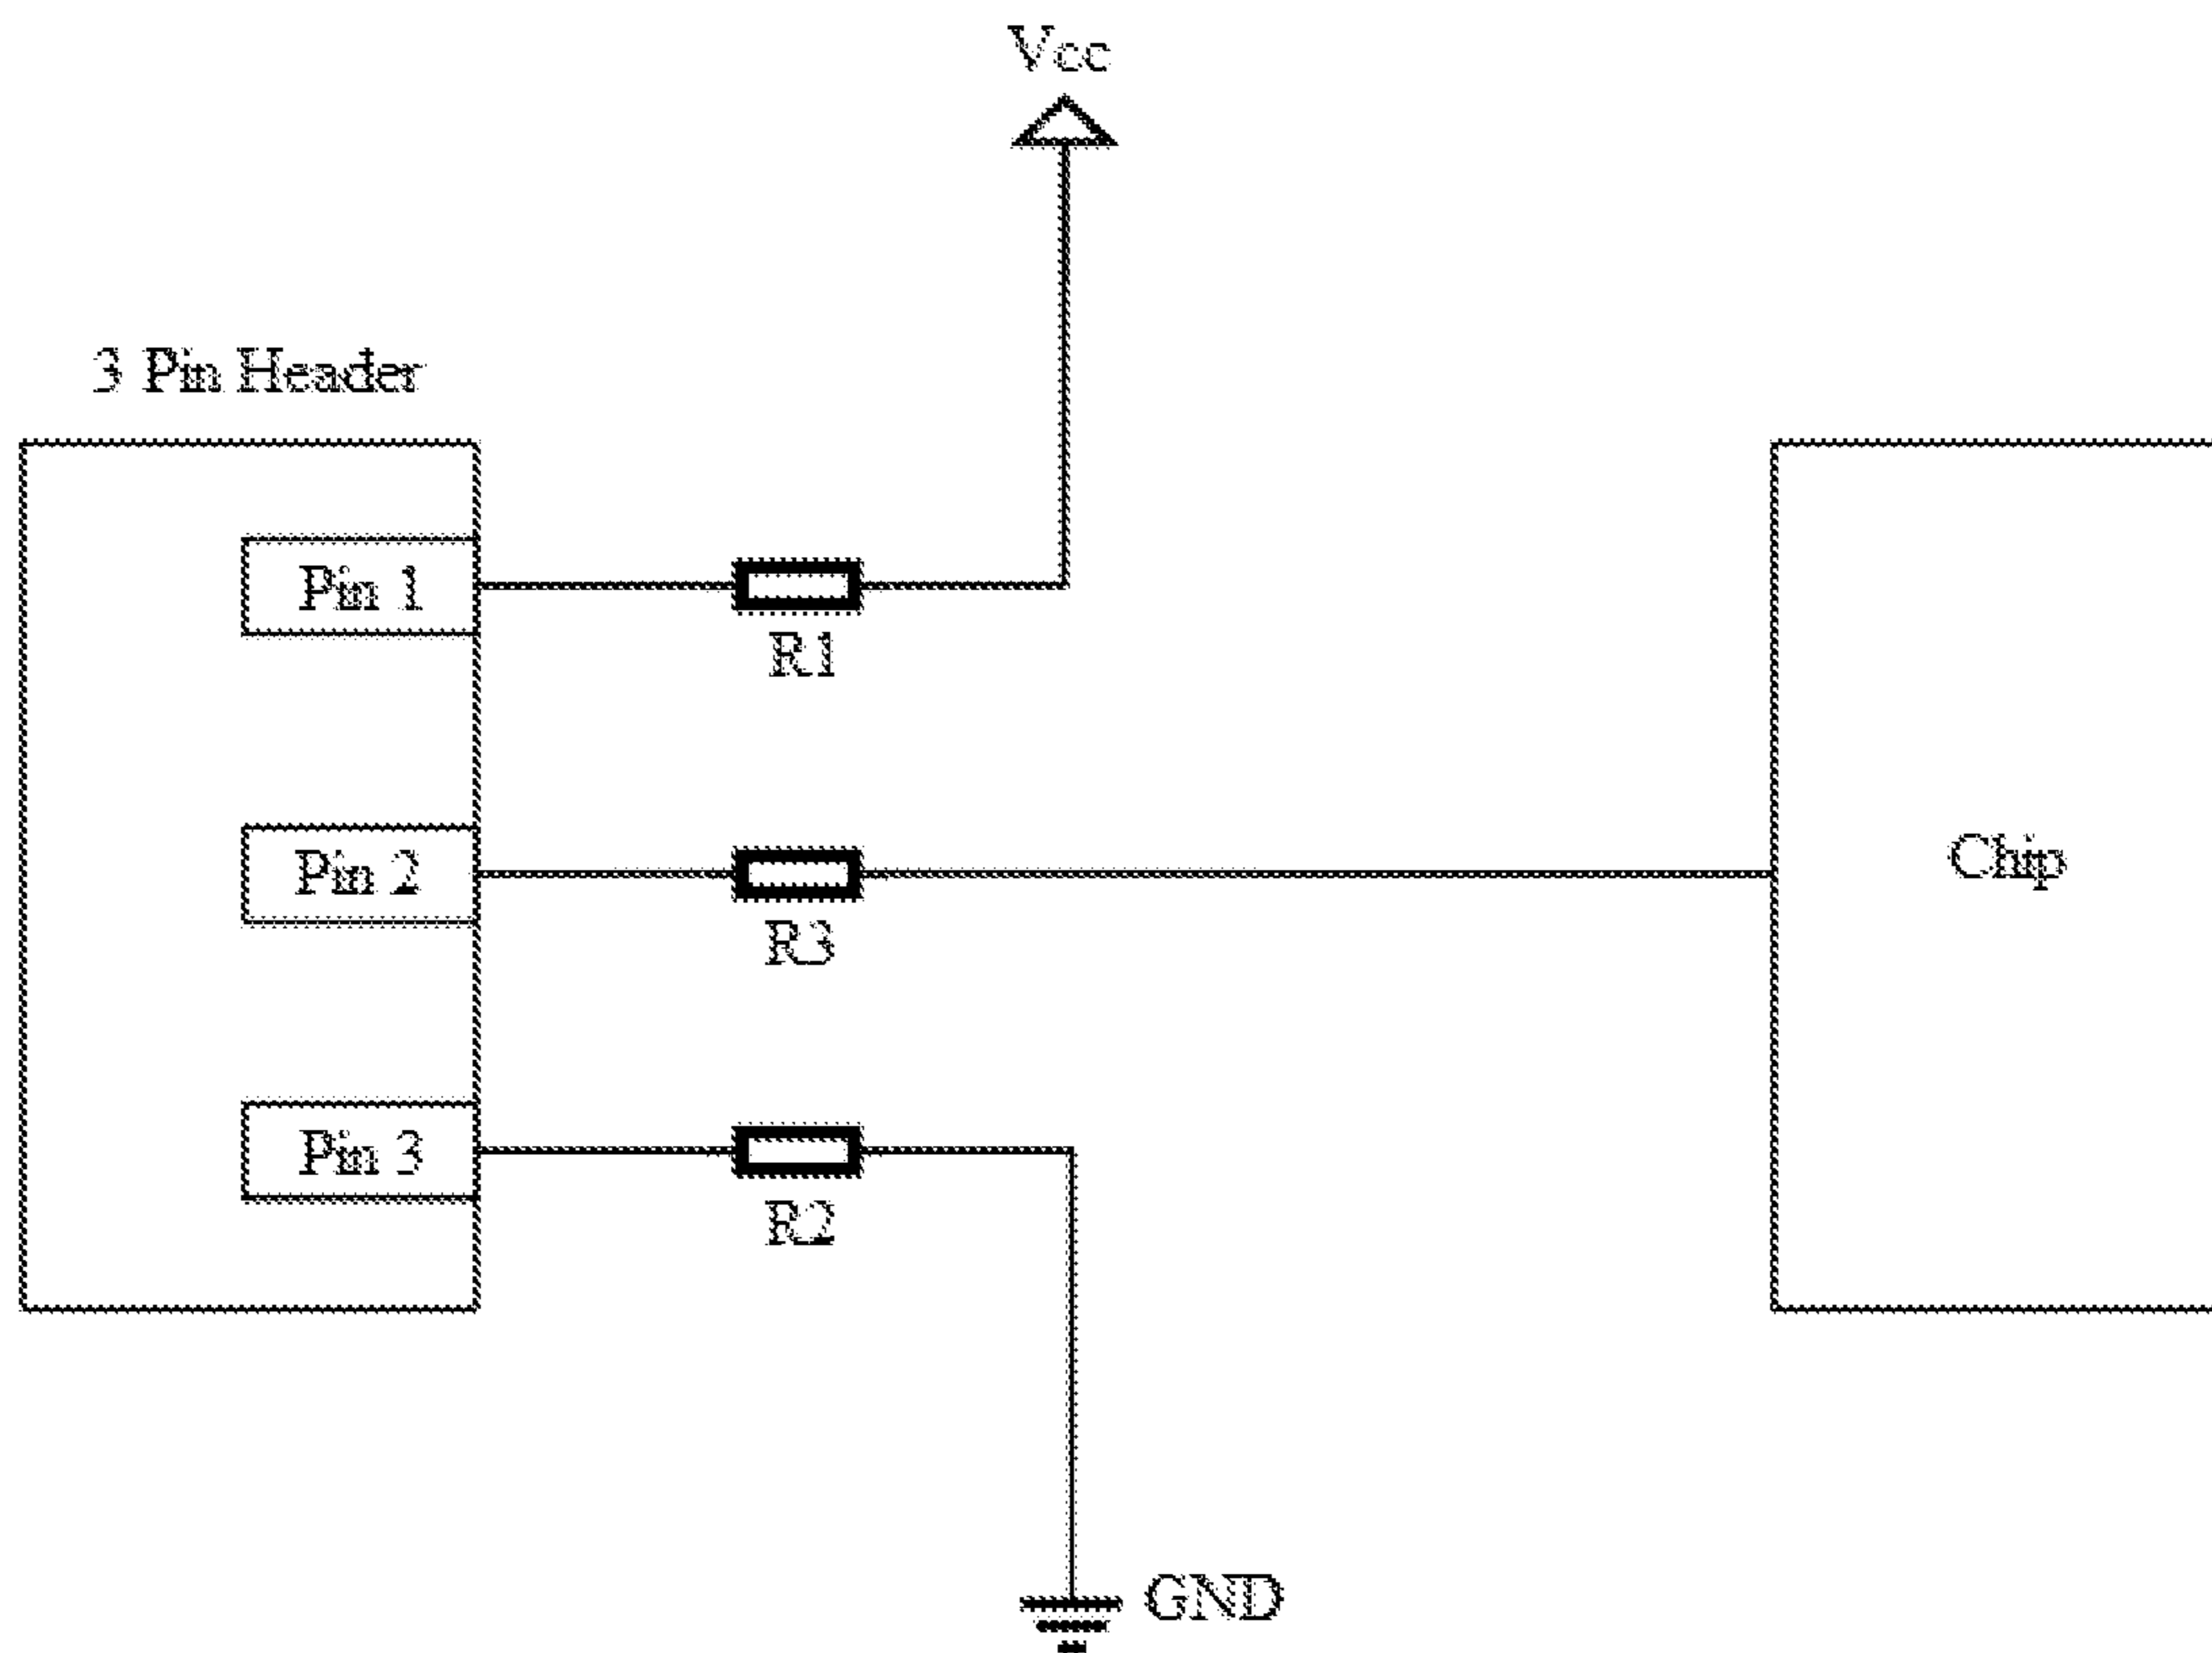 Vcc
3 Pin Header
Pin 1
R1
Pin 2
R3
Chip
Pin 3
R2
GND